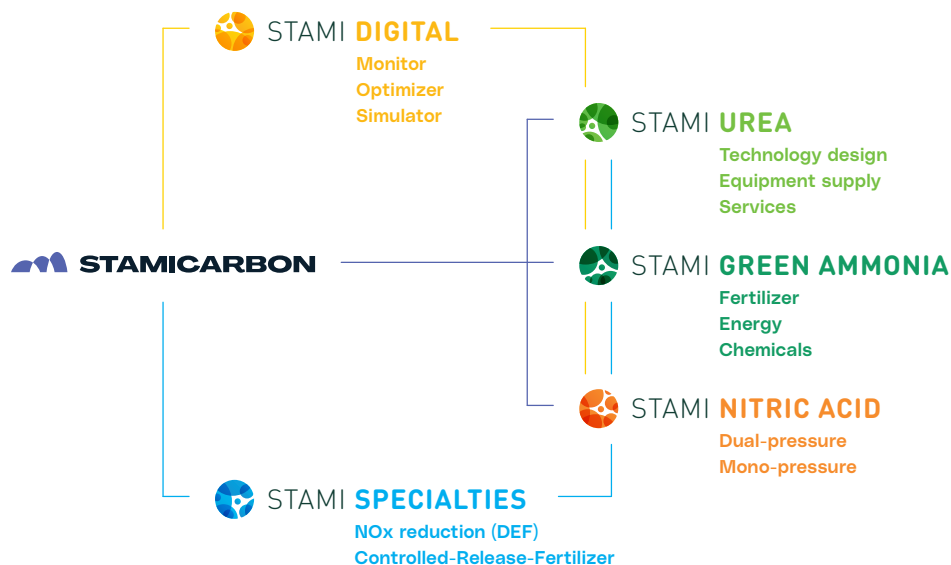 STAMI DIGITAL
Monitor
Optimizer
Simulator
STAMI UREA
Technology design
Equipment supply
Services
STAMICARBON
STAMI GREEN AMMONIA
Fertilizer
Energy
Chemicals
STAMI NITRIC ACID
Dual-pressure
Mono-pressure
STAMI SPECIALTIES
NOx reduction (DEF)
Controlled-Release-Fertilizer